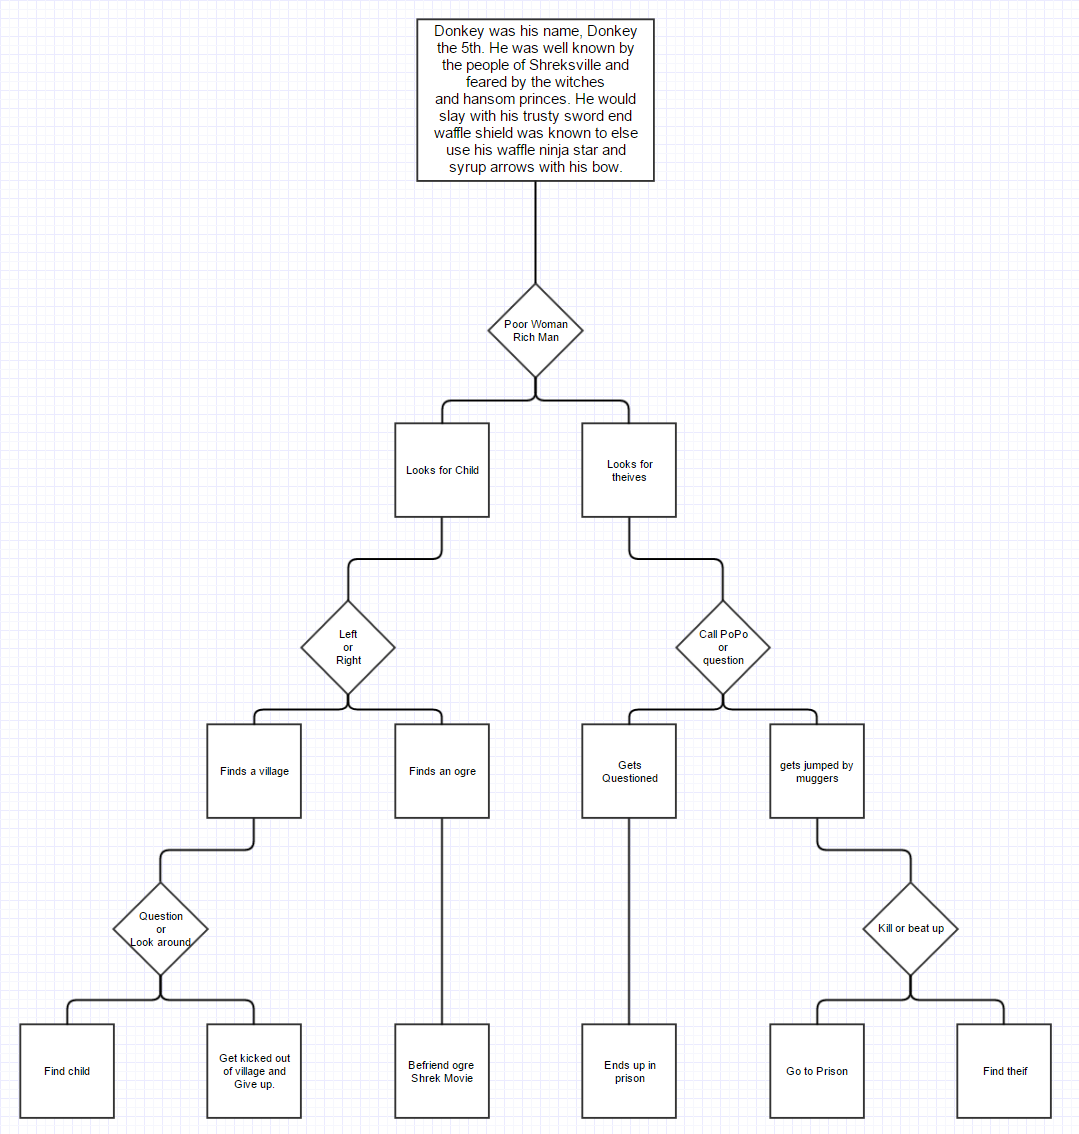 Donkey was his name, Donkey
the 5th. He was well known by
the people of Shreksville and
feared by the witches
and hansom princes. He would
slay with his trusty sword end
waffle shield was known to else
use his waffle ninja star and
syrup arrows with his bow.
Poor Woman
Rich Man
Looks for Child
Looks for
theives
Left
or
Right
Call PoPo
or
question
Finds a village
Finds an ogre
Gets
Questioned
gets jumped by
muggers
Question
or
Look around
Kill or beat up
Find child
Get kicked out
of village and
Give up.
Befriend ogre
Shrek Movie
Ends up in
prison
Go to Prison
Find theif